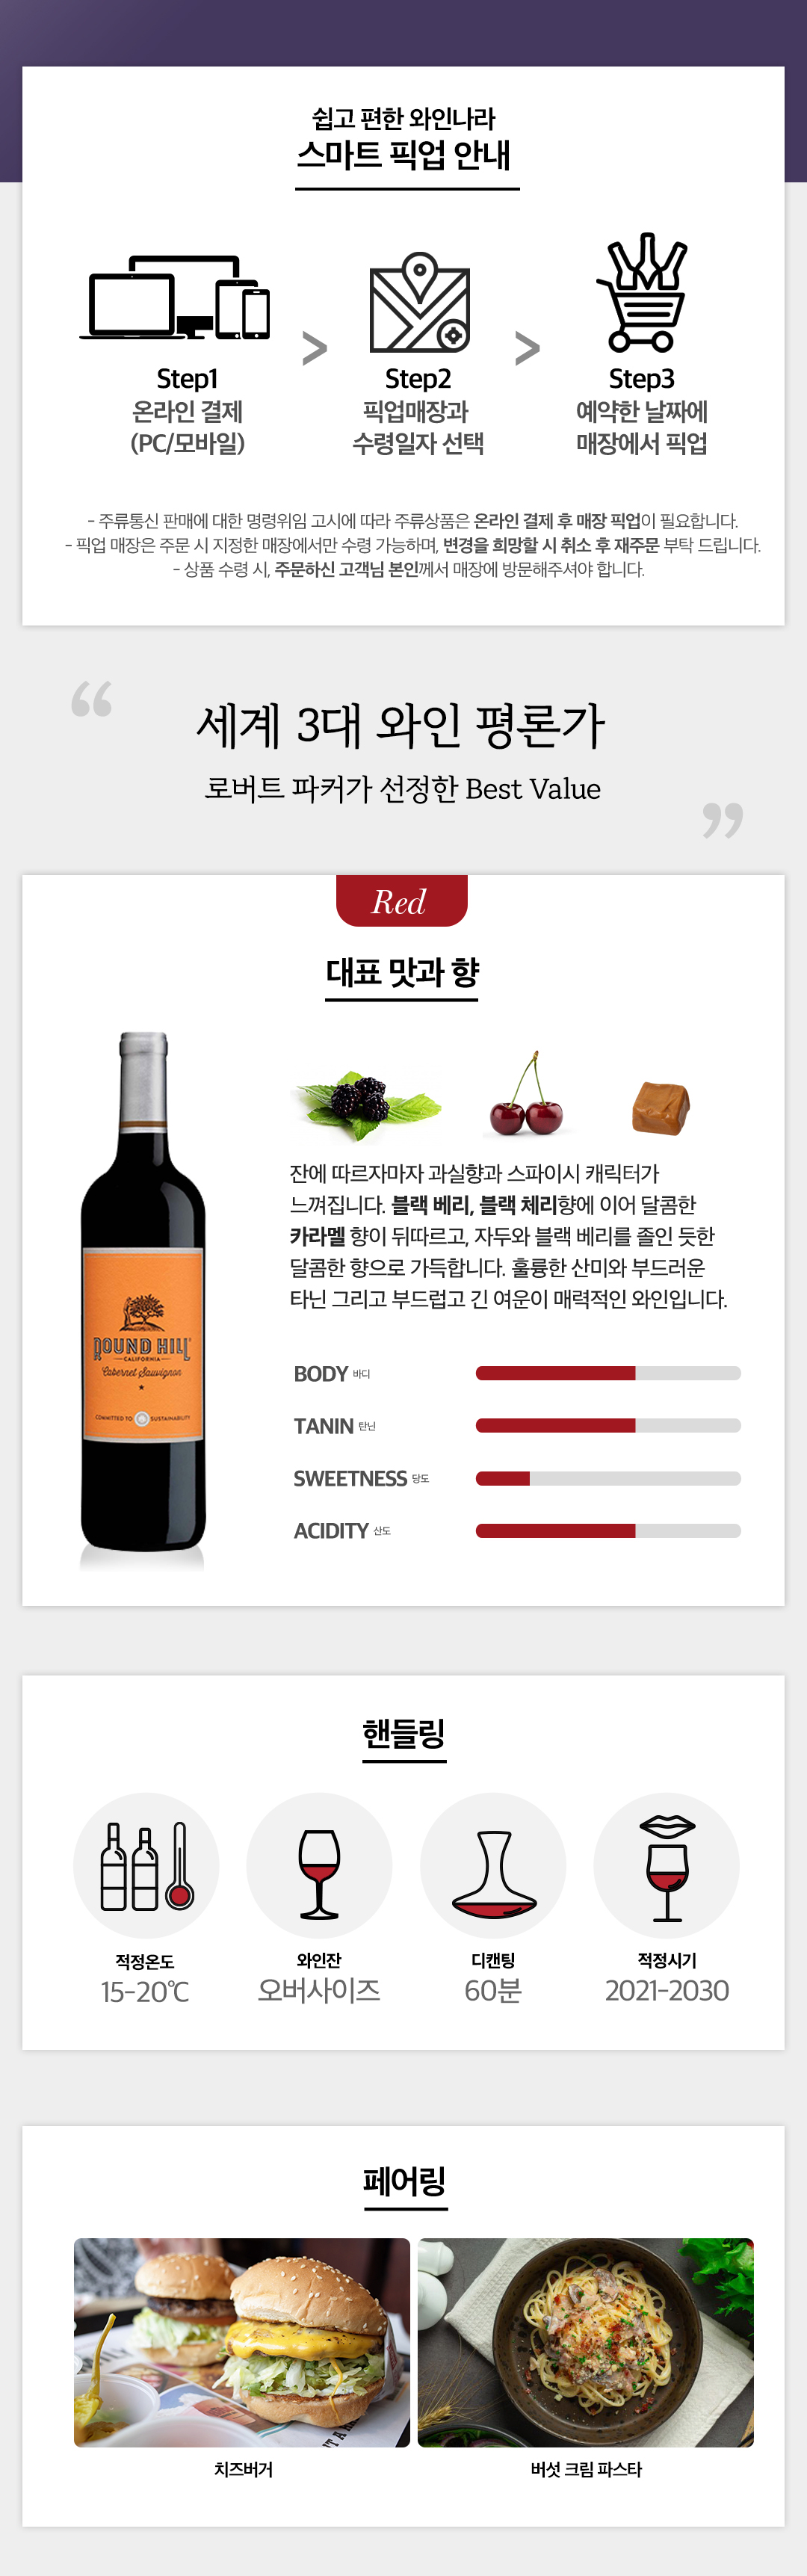 쉽고 편한 와인나라
스마트 픽업 안내
Step1
온라인 결제
(PC/모바일)
>
Step2
픽업매장과
수령일자 선택
>
Step3
예약한 날짜에
매장에서 픽업
- 주류통신 판매에 대한 명령위임 고시에 따라 주류상품은 온라인 결제 후 매장 픽업이 필요합니다.
- 픽업 매장은 주문 시 지정한 매장에서만 수령 가능하며, 변경을 희망할 시 취소 후 재주문 부탁 드립니다.
- 상품 수령 시, 주문하신 고객님 본인께서 매장에 방문해주셔야 합니다.
“
세계 3대 와인 평론가
로버트 파커가 선정한 Best Value
”
Red
대표 맛과 향
잔에 따르자마자 과실향과 스파이시 캐릭터가
느껴집니다. 블랙 베리, 블랙 체리향에 이어 달콤한
카라멜 향이 뒤따르고, 자두와 블랙 베리를 졸인 듯한
달콤한 향으로 가득합니다. 훌륭한 산미와 부드러운
타닌 그리고 부드럽고 긴 여운이 매력적인 와인입니다.
ROUND HILL
CALIFORNIA
Cabernet Sauvignon
COMMITTED TO SUSTAINABILITY
BODY 바디
TANIN 탄닌
SWEETNESS 당도
ACIDITY 산도
핸들링
적정온도
15-20℃
와인잔
오버사이즈
디캔팅
60분
적정시기
2021-2030
페어링
치즈버거
버섯 크림 파스타